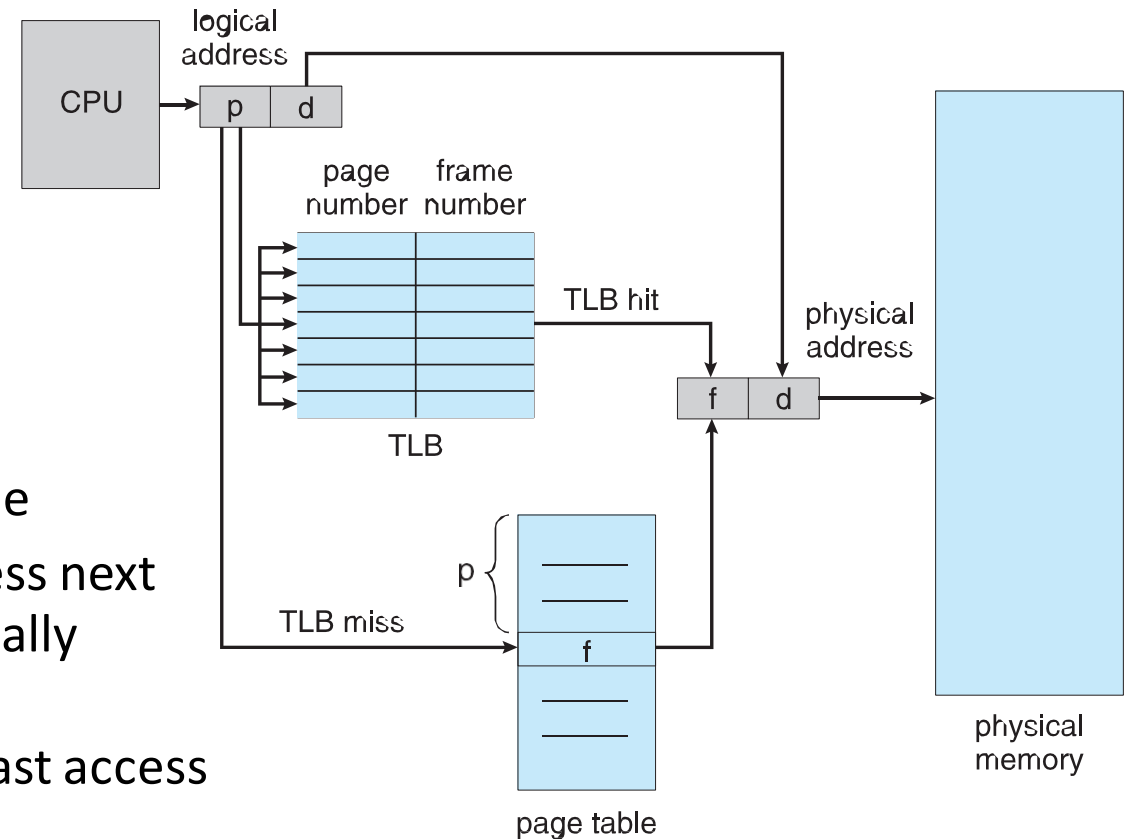 logical
address
CPU
p d
page frame
number number
TLB hit
physical
address
f d
TLB
e
ess next
ally
ast access
p
TLB miss
f
page table
physical
memory